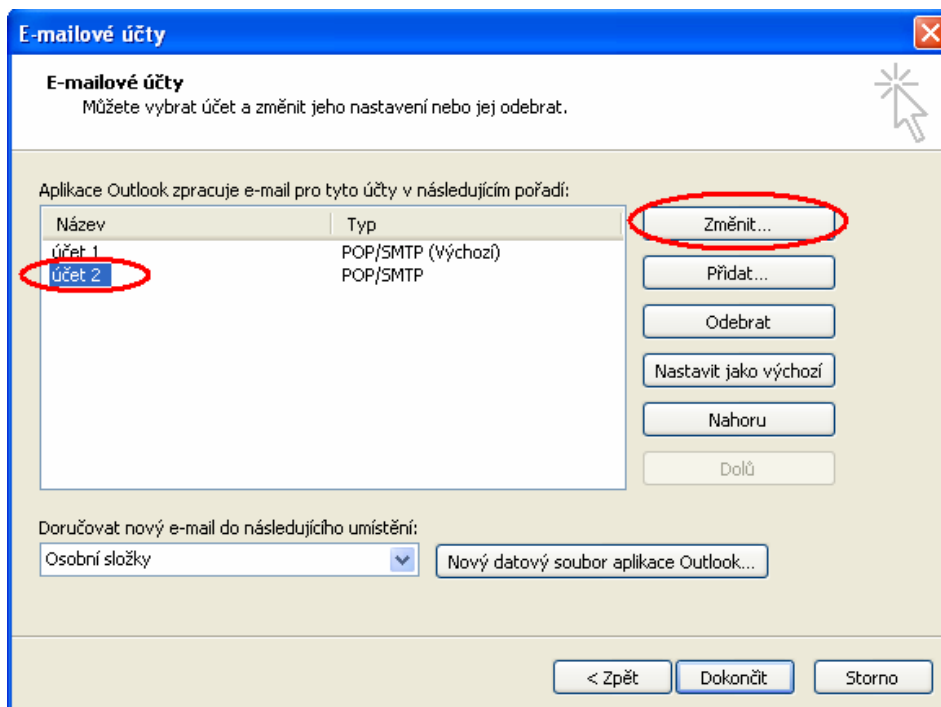 E-mailové účty
E-mailové účty
Můžete vybrat účet a změnit jeho nastavení nebo jej odebrat.
Aplikace Outlook zpracuje e-mail pro tyto účty v následujícím pořadí:
Název Typ
účet 1 POP/SMTP (Výchozí)
účet 2 POP/SMTP
Změnit...
Přidat...
Odebrat
Nastavit jako výchozí
Nahoru
Dolů
Doručovat nový e-mail do následujícího umístění:
Osobní složky Nový datový soubor aplikace Outlook...
< Zpět Dokončit Storno